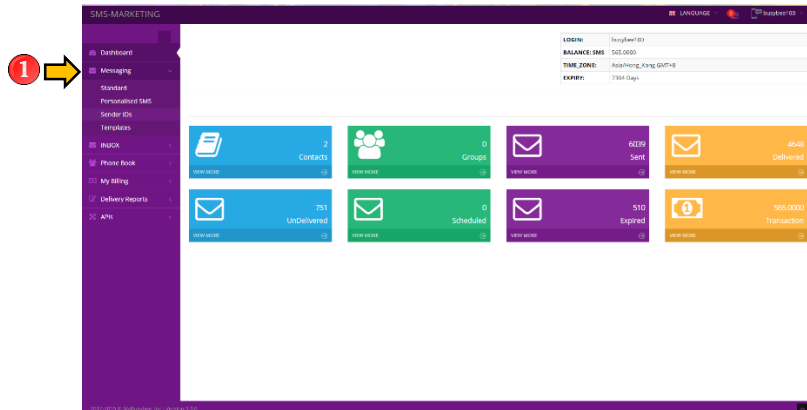 SMS-MARKETING
LANGUAGE
busybee103
1
Dashboard
Messaging
Standard
Personalised SMS
Sender IDs
Templates
INBOX
Phone Book
My Billing
Delivery Reports
APIs
LOGIN: busybee103
BALANCE: SMS 565.0000
TIME_ZONE: Asia/Hong_Kong GMT+8
EXPIRY: Days
2
Contacts
VIEW MORE
0
Groups
VIEW MORE
6039
Sent
VIEW MORE
4648
Delivered
VIEW MORE
751
UnDelivered
VIEW MORE
0
Scheduled
VIEW MORE
510
Expired
VIEW MORE
565.0000
Transaction
VIEW MORE